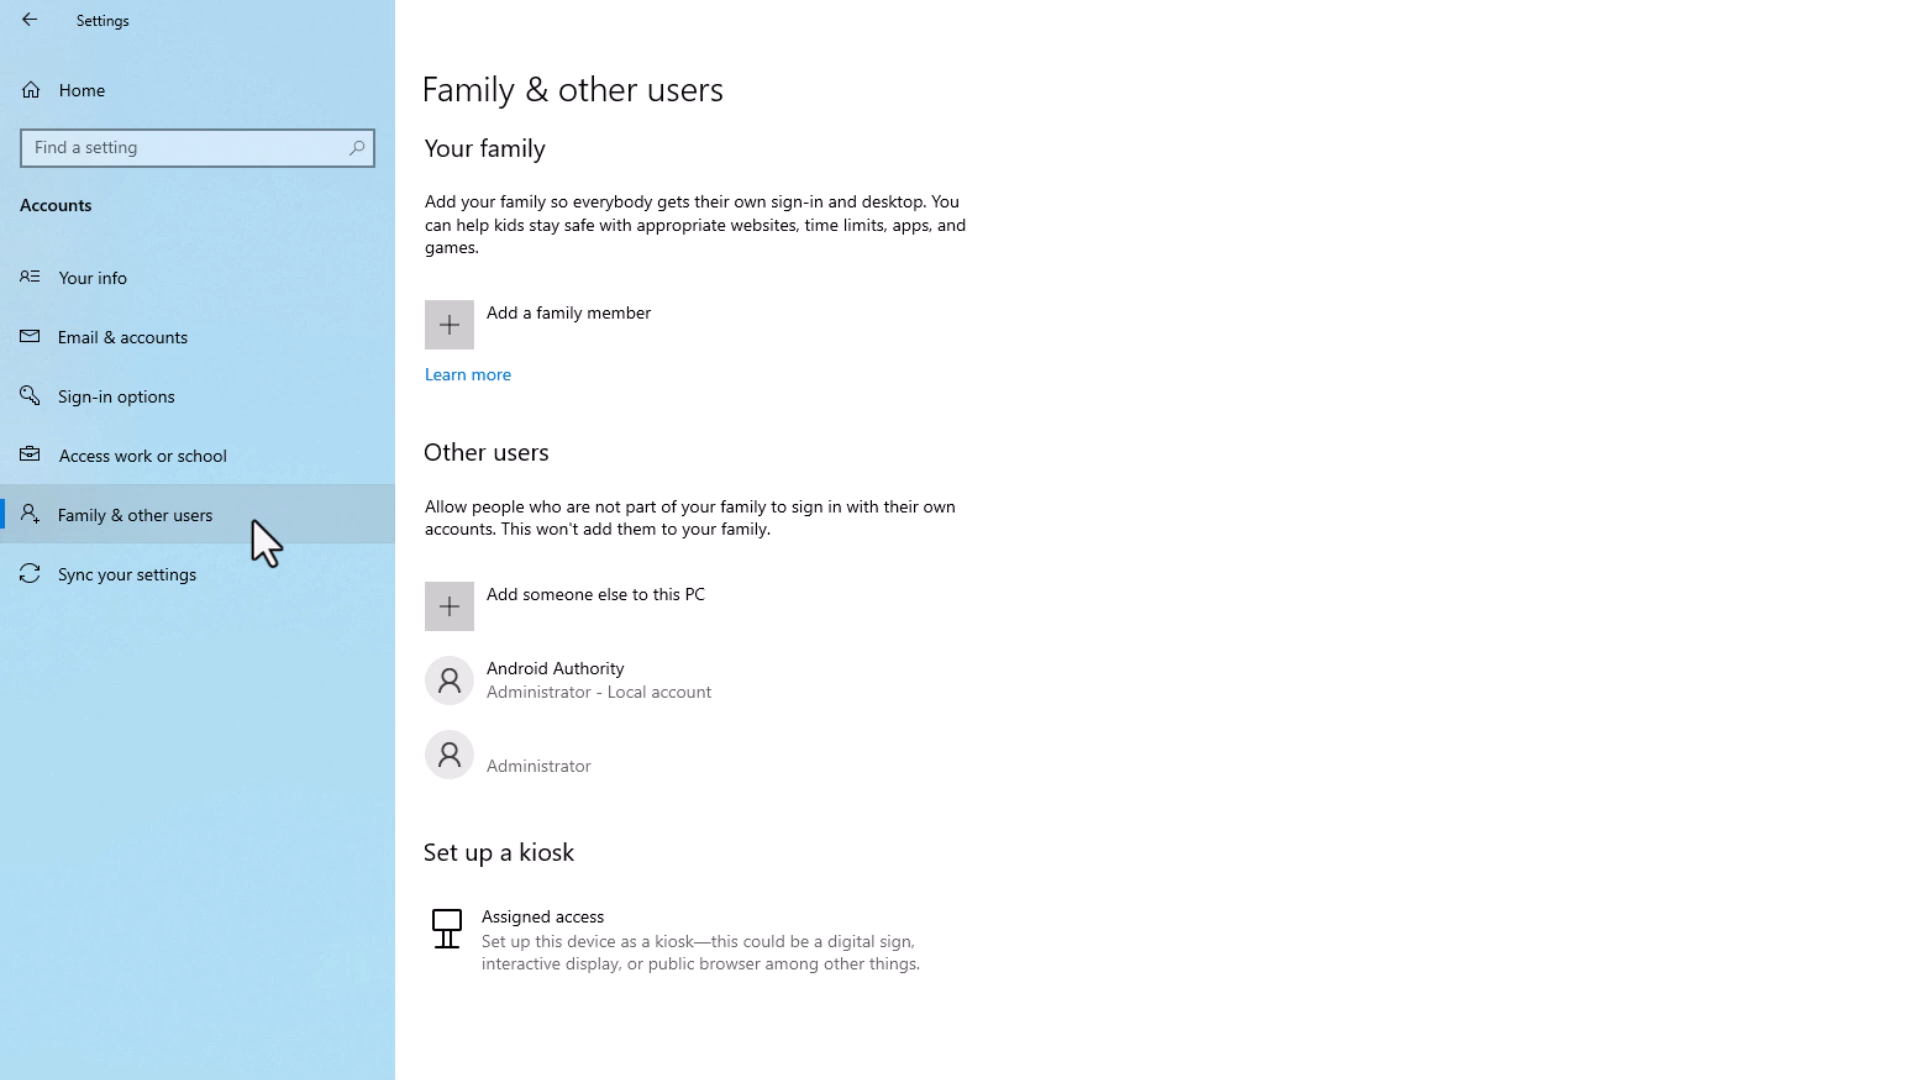 Settings
Home
Find a setting
Accounts
Your info
Email & accounts
Sign-in options
Access work or school
Family & other users
Sync your settings
Family & other users
Your family
Add your family so everybody gets their own sign-in and desktop. You
can help kids stay safe with appropriate websites, time limits, apps, and
games.
Add a family member
Learn more
Other users
Allow people who are not part of your family to sign in with their own
accounts. This won't add them to your family.
Add someone else to this PC
Android Authority
Administrator - Local account
Administrator
Set up a kiosk
Assigned access
Set up this device as a kiosk—this could be a digital sign,
interactive display, or public browser among other things.